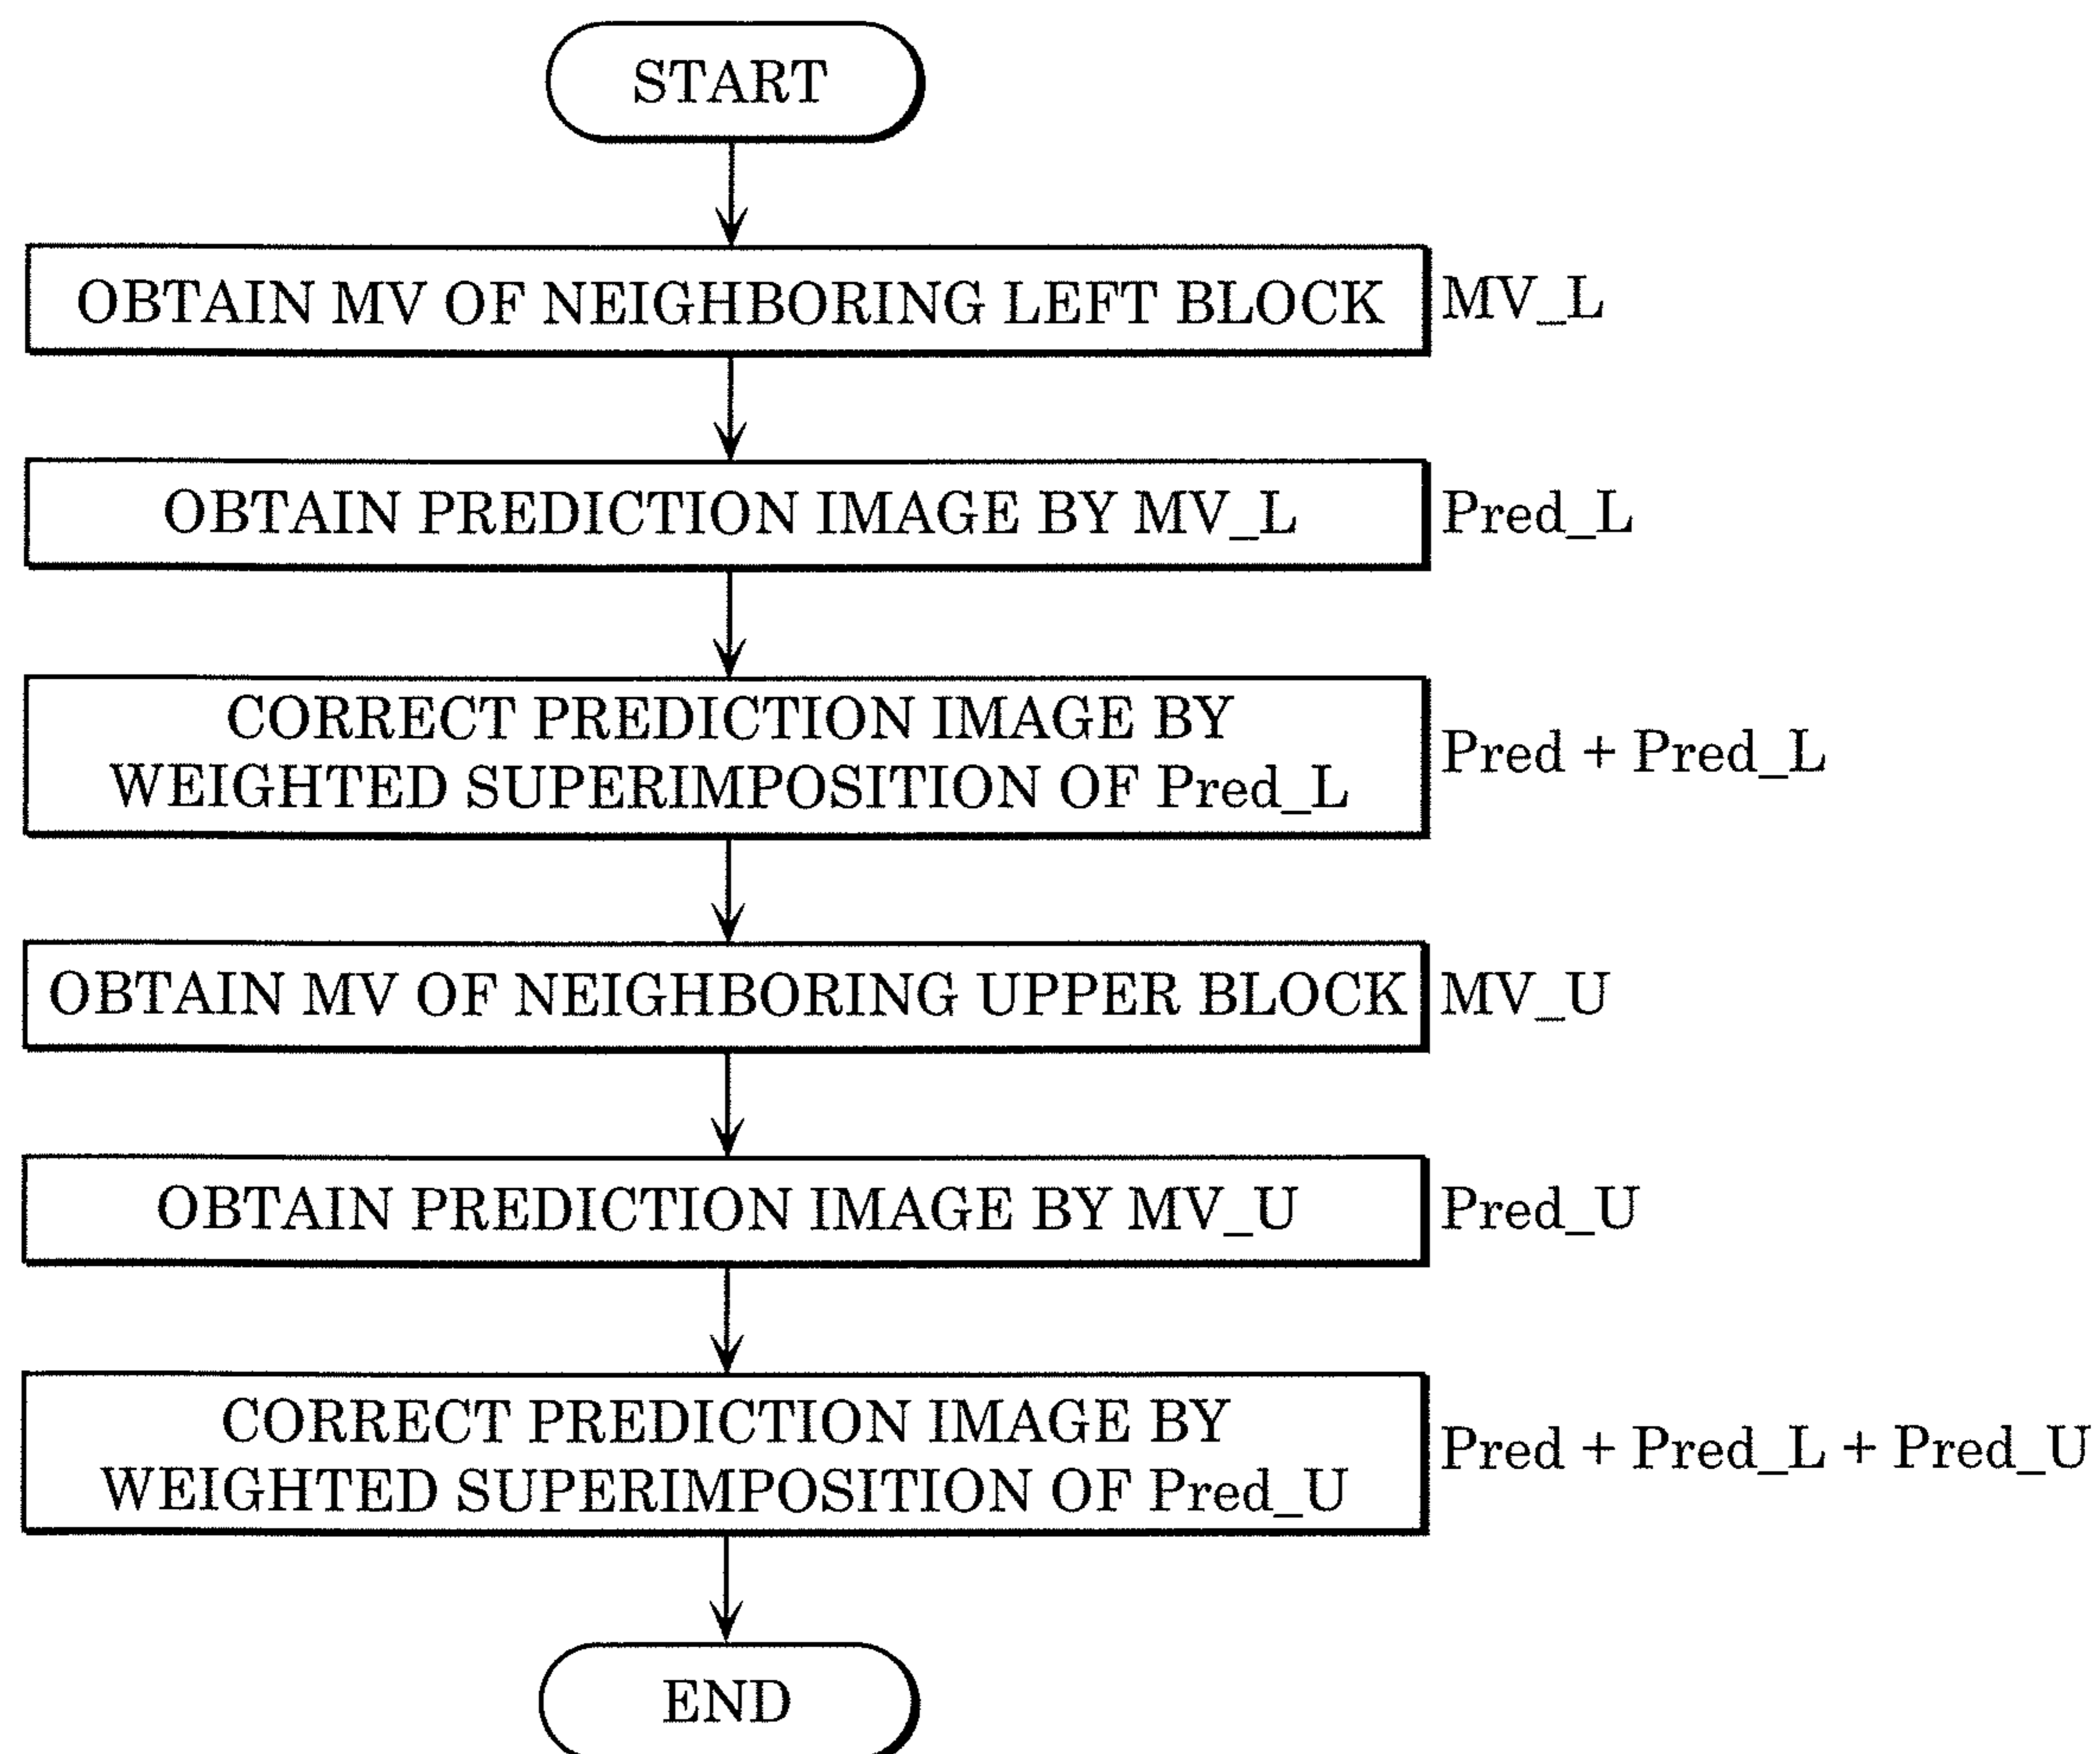 START
OBTAIN MV OF NEIGHBORING LEFT BLOCK MV_L
OBTAIN PREDICTION IMAGE BY MV_L Pred_L
CORRECT PREDICTION IMAGE BY
WEIGHTED SUPERIMPOSITION OF Pred_L
Pred + Pred_L
OBTAIN MV OF NEIGHBORING UPPER BLOCK MV_U
OBTAIN PREDICTION IMAGE BY MV_U Pred_U
CORRECT PREDICTION IMAGE BY
WEIGHTED SUPERIMPOSITION OF Pred_U
Pred + Pred_L + Pred_U
END